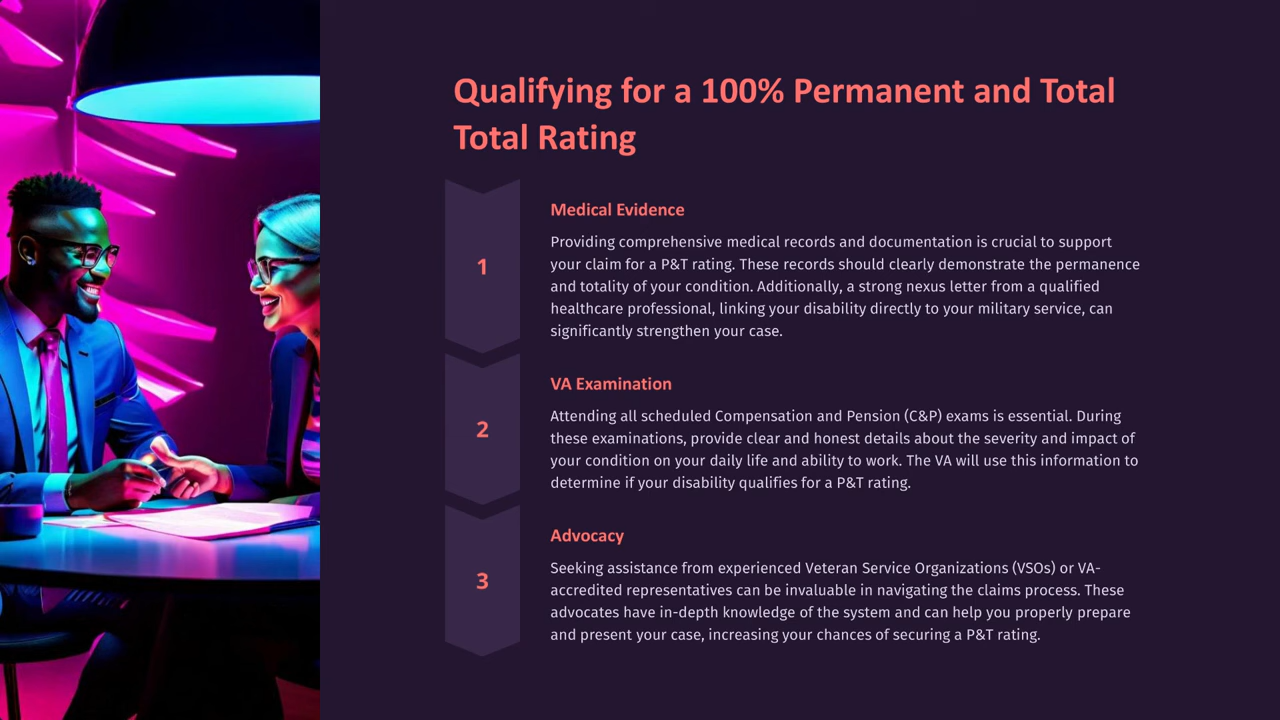 Qualifying for a 100% Permanent and Total
Total Rating
1
Medical Evidence
Providing comprehensive medical records and documentation is crucial to support
your claim for a P&T rating. These records should clearly demonstrate the permanence
and totality of your condition. Additionally, a strong nexus letter from a qualified
healthcare professional, linking your disability directly to your military service, can
significantly strengthen your case.
2
VA Examination
Attending all scheduled Compensation and Pension (C&P) exams is essential. During
these examinations, provide clear and honest details about the severity and impact of
your condition on your daily life and ability to work. The VA will use this information to
determine if your disability qualifies for a P&T rating.
3
Advocacy
Seeking assistance from experienced Veteran Service Organizations (VSOs) or VA-
accredited representatives can be invaluable in navigating the claims process. These
advocates have in-depth knowledge of the system and can help you properly prepare
and present your case, increasing your chances of securing a P&T rating.